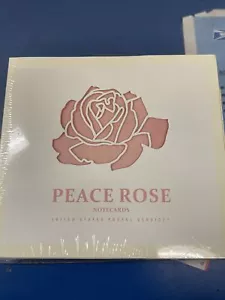 PEACE ROSE
NOTECARDS
UNITED STATES POSTAL SERVICE®